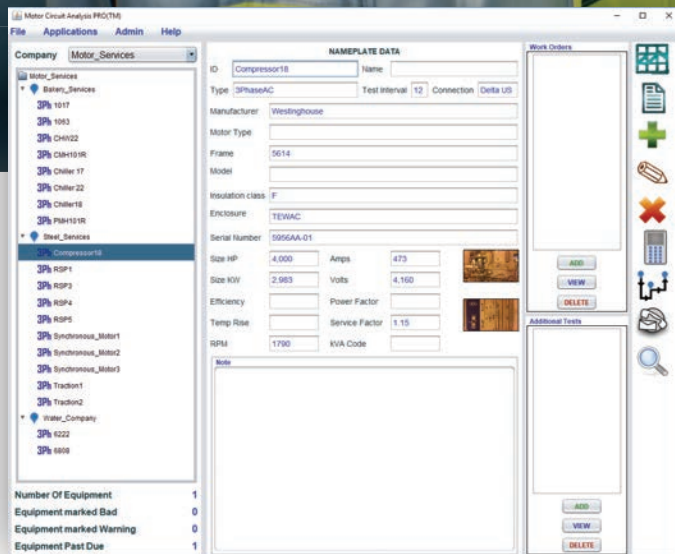 Motor Circuit Analysis PRO(TM)
File Applications Admin Help
Company Motor_Services
Motor_Services
Bakery_Services
3Ph 1017
3Ph 1063
3Ph CHW22
3Ph CMH101R
3Ph Chiller 17
3Ph Chiller 22
3Ph Chiller18
3Ph PMH101R
Steel_Services
3Ph Compressor18
3Ph RSP1
3Ph RSP3
3Ph RSP4
3Ph RSP5
3Ph Synchronous_Motor1
3Ph Synchronous_Motor2
3Ph Synchronous_Motor3
3Ph Traction1
3Ph Traction2
Water_Company
3Ph 6222
3Ph 6809
Number Of Equipment 1
Equipment marked Bad 0
Equipment marked Warning 0
Equipment Past Due 1
NAMEPLATE DATA
ID Compressor18 Name
Type 3PhaseAC Test Interval 12 Connection Delta US
Manufacturer Westinghouse
Motor Type
Frame 5614
Model
Insulation class F
Enclosure TEWAC
Serial Number 5956AA-01
Size HP 4,000 Amps 473
Size KW 2,983 Volts 4,160
Efficiency Power Factor
Temp Rise Service Factor 1.15
RPM 1790 kVA Code
Note
Work Orders
ADD
VIEW
DELETE
Additional Tests
ADD
VIEW
DELETE